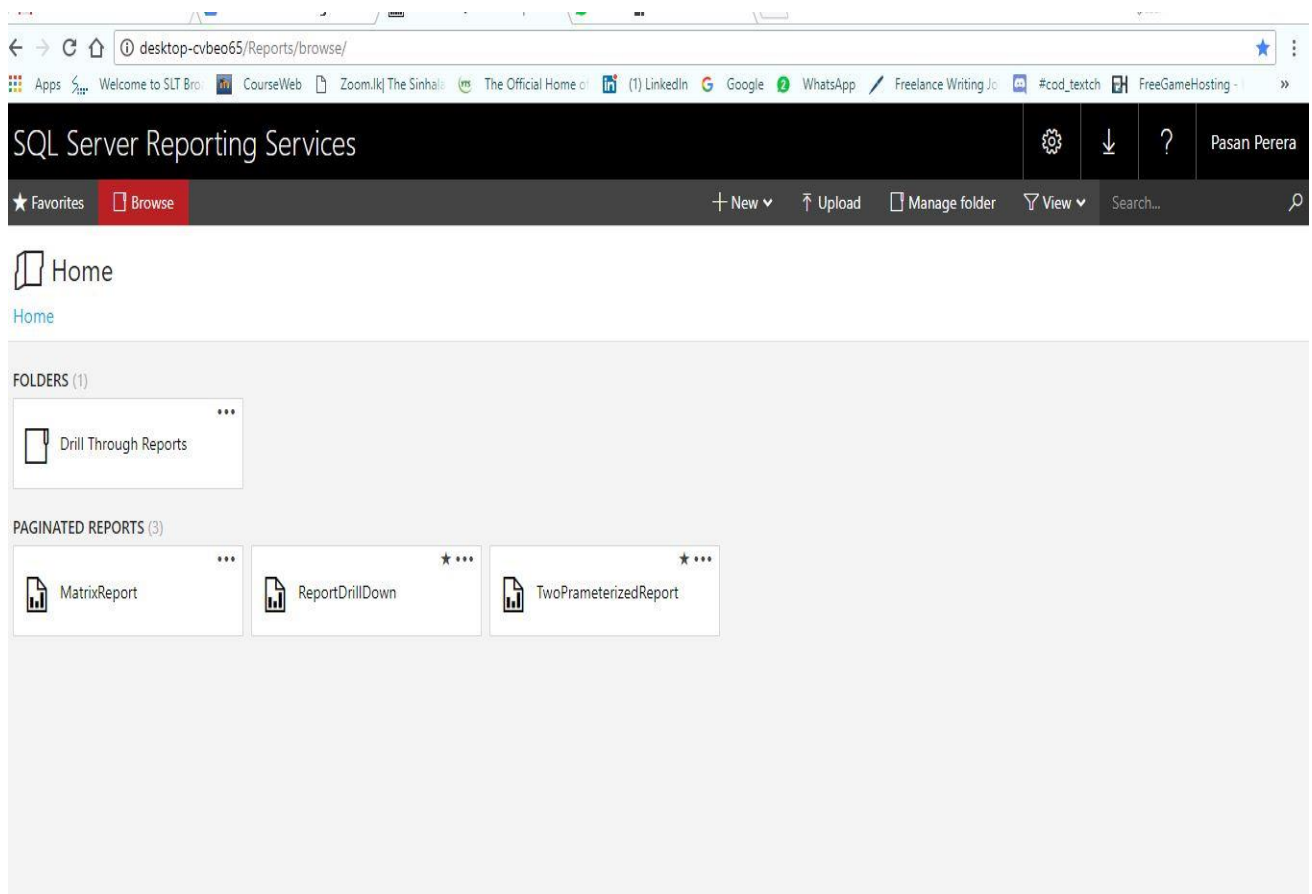 desktop-cvbeo65/Reports/browse/
Apps Welcome to SLT Bro CourseWeb Zoom.lk| The Sinhala The Official Home of (1) LinkedIn Google WhatsApp Freelance Writing Jo #cod_textch FreeGameHosting - »
SQL Server Reporting Services ? Pasan Perera
Favorites Browse New Upload Manage folder View Search...
Home
Home
FOLDERS (1)
Drill Through Reports
PAGINATED REPORTS (3)
MatrixReport ReportDrillDown TwoPrameterizedReport